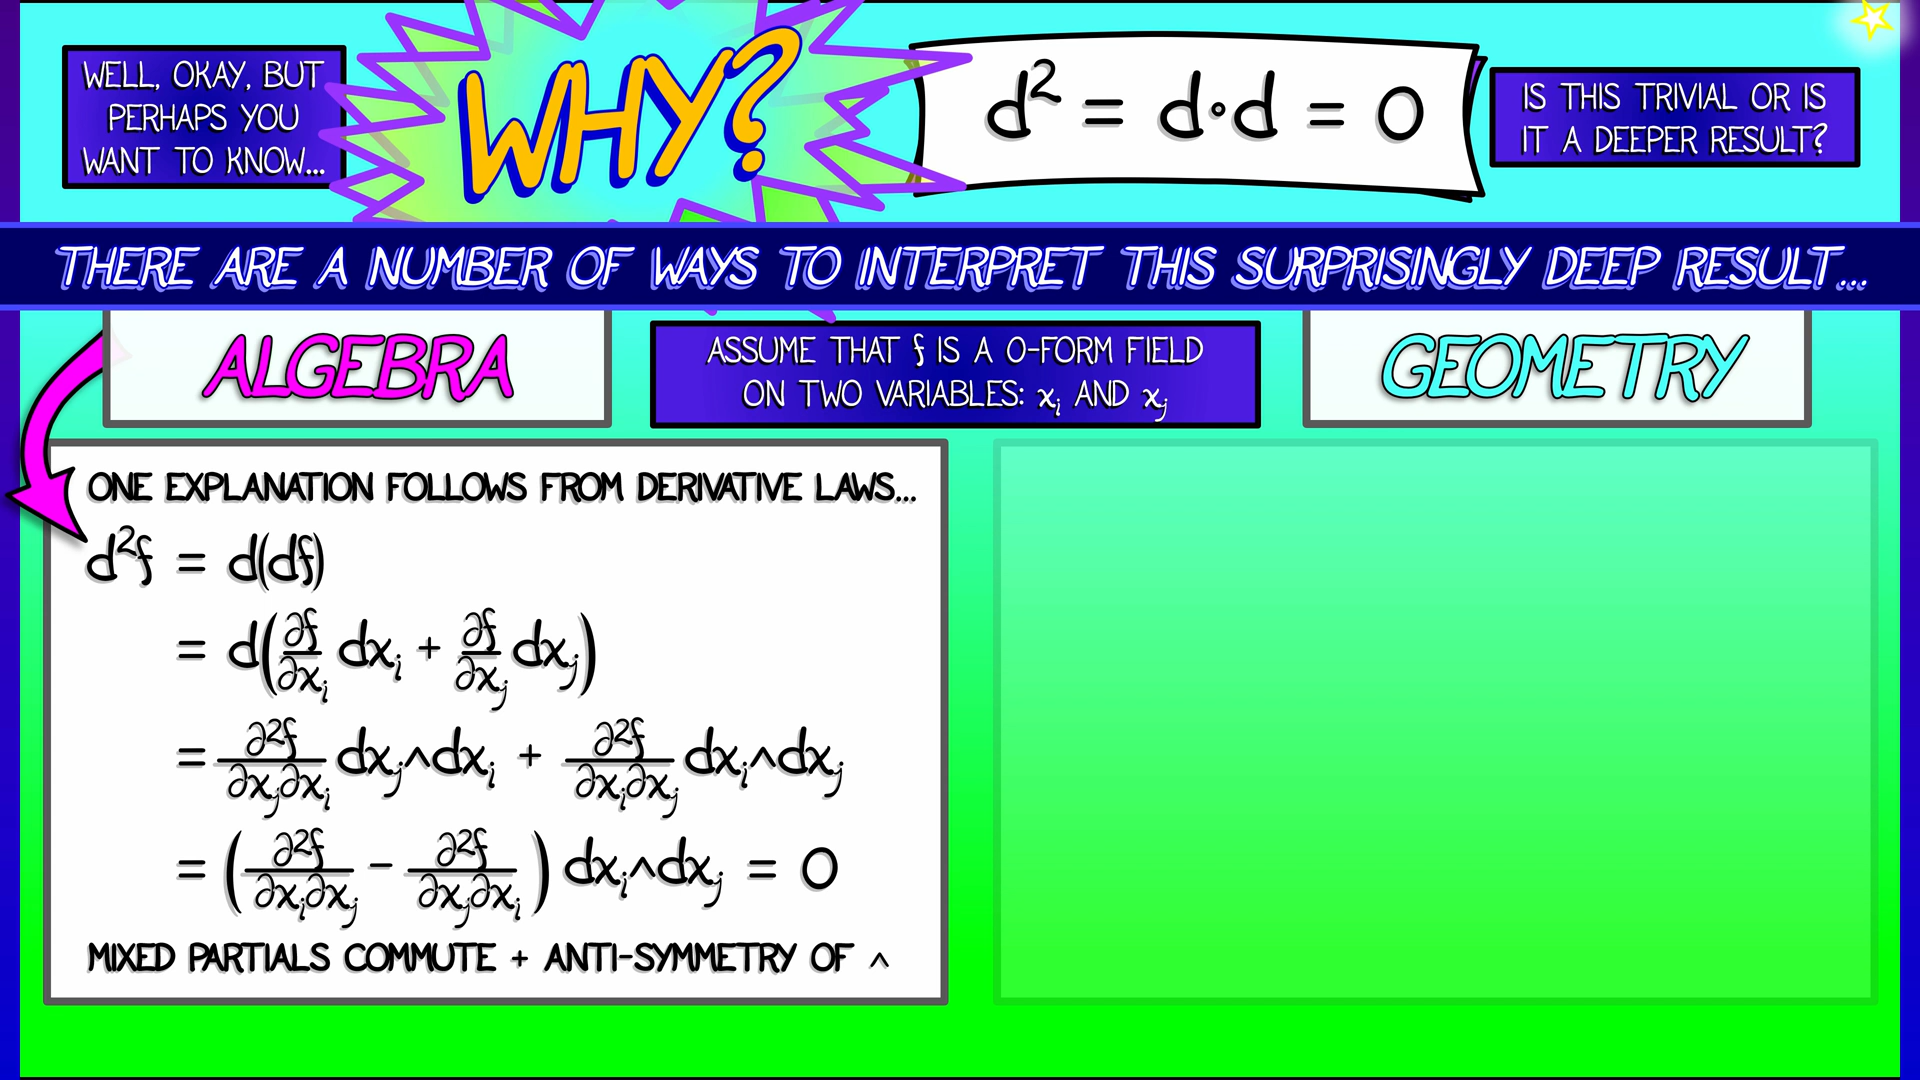 WELL, OKAY, BUT
PERHAPS YOU
WANT TO KNOW...
WHY?
d² = d∘d = 0
IS THIS TRIVIAL OR IS
IT A DEEPER RESULT?
THERE ARE A NUMBER OF WAYS TO INTERPRET THIS SURPRISINGLY DEEP RESULT...
ALGEBRA
ASSUME THAT f IS A 0-FORM FIELD
ON TWO VARIABLES: xᵢ AND xⱼ
GEOMETRY
ONE EXPLANATION FOLLOWS FROM DERIVATIVE LAWS...
d²f = d(df)
= d(∂f/∂xᵢ dxᵢ + ∂f/∂xⱼ dxⱼ)
= ∂²f/∂xⱼ∂xᵢ dxⱼ∧dxᵢ + ∂²f/∂xᵢ∂xⱼ dxᵢ∧dxⱼ
= (∂²f/∂xᵢ∂xⱼ - ∂²f/∂xⱼ∂xᵢ) dxᵢ∧dxⱼ = 0
MIXED PARTIALS COMMUTE + ANTI-SYMMETRY OF ∧